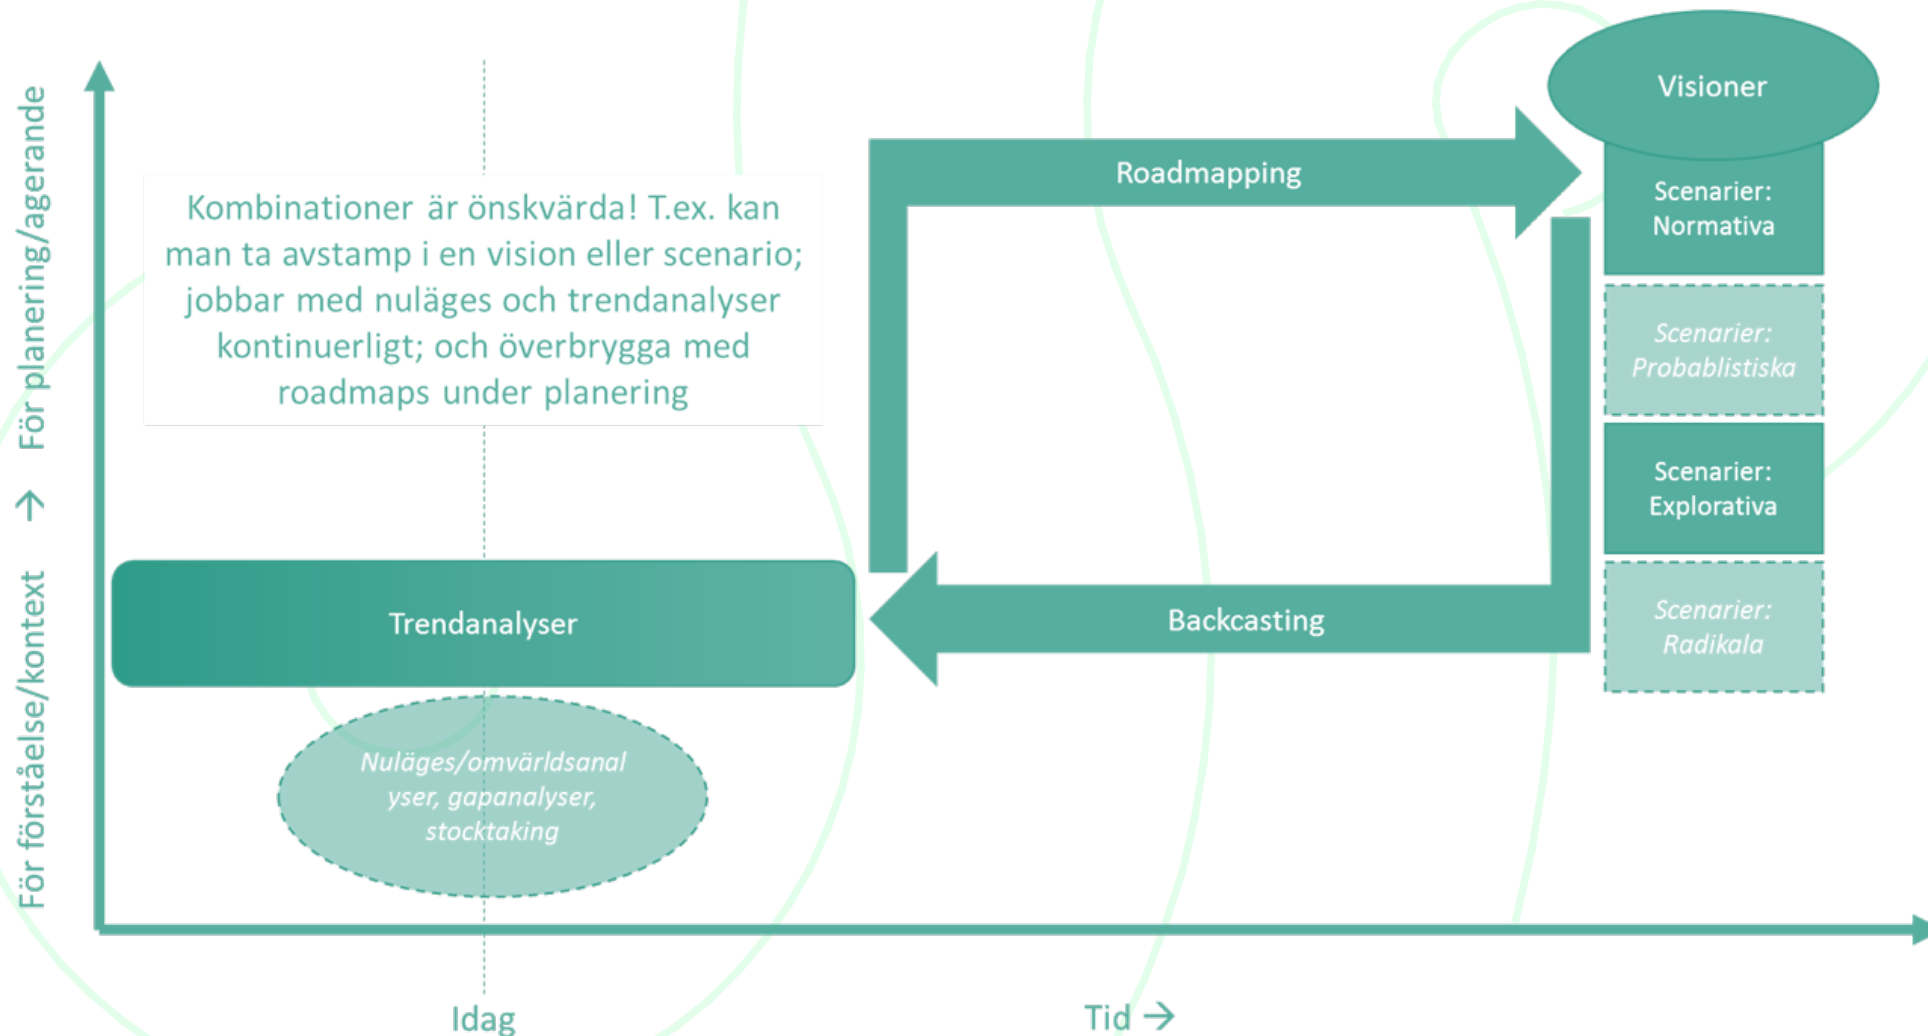 För planering/agerande
→
För förståelse/kontext
Kombinationer är önskvärda! T.ex. kan
man ta avstamp i en vision eller scenario;
jobbar med nuläges och trendanalyser
kontinuerligt; och överbrygga med
roadmaps under planering
Roadmapping
Visioner
Scenarier:
Normativa
Scenarier:
Probablistiska
Scenarier:
Explorativa
Scenarier:
Radikala
Trendanalyser
Backcasting
Nuläges/omvärldsanal
yser, gapanalyser,
stocktaking
Idag
Tid →